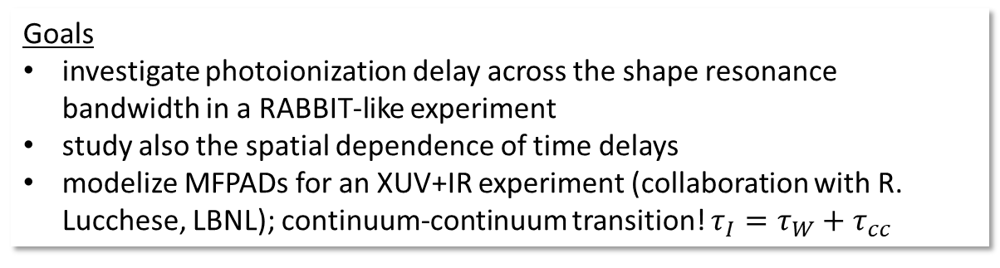 Goals
• investigate photoionization delay across the shape resonance
bandwidth in a RABBIT-like experiment
• study also the spatial dependence of time delays
• modelize MFPADs for an XUV+IR experiment (collaboration with R.
Lucchese, LBNL); continuum-continuum transition! τ_I = τ_W + τ_cc